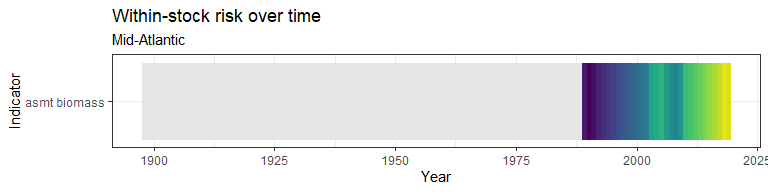 Within-stock risk over time
Mid-Atlantic
Indicator
asmt biomass
1900 1925 1950 1975 2000 2025
Year